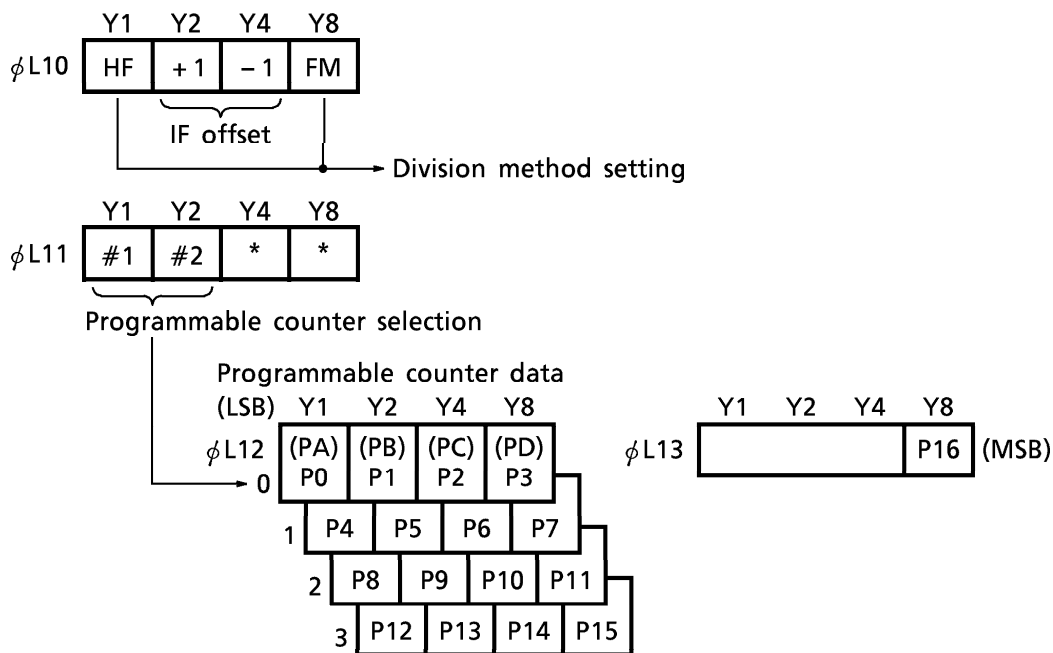 Y1 Y2 Y4 Y8
ϕL10 HF +1 −1 FM
IF offset
Division method setting
Y1 Y2 Y4 Y8
ϕL11 #1 #2 * *
Programmable counter selection
Programmable counter data
(LSB) Y1 Y2 Y4 Y8
ϕL12 (PA) (PB) (PC) (PD)
0 P0 P1 P2 P3
1 P4 P5 P6 P7
2 P8 P9 P10 P11
3 P12 P13 P14 P15
Y1 Y2 Y4 Y8
ϕL13 P16 (MSB)